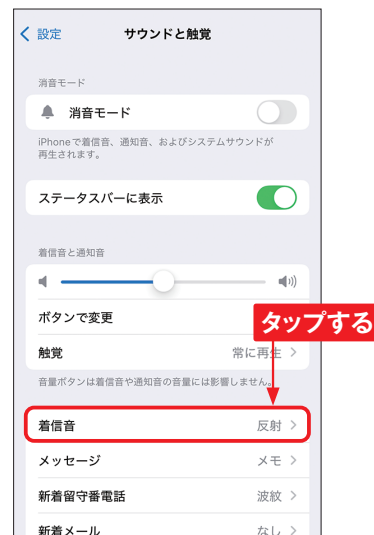 設定
サウンドと触覚
消音モード
消音モード
iPhoneで着信音、通知音、およびシステムサウンドが
再生されます。
ステータスバーに表示
着信音と通知音
ボタンで変更
タップする
触覚
常に再生
音量ボタンは着信音や通知音の音量には影響しません。
着信音
反射
メッセージ
メモ
新着留守番電話
波紋
新着メール
なし